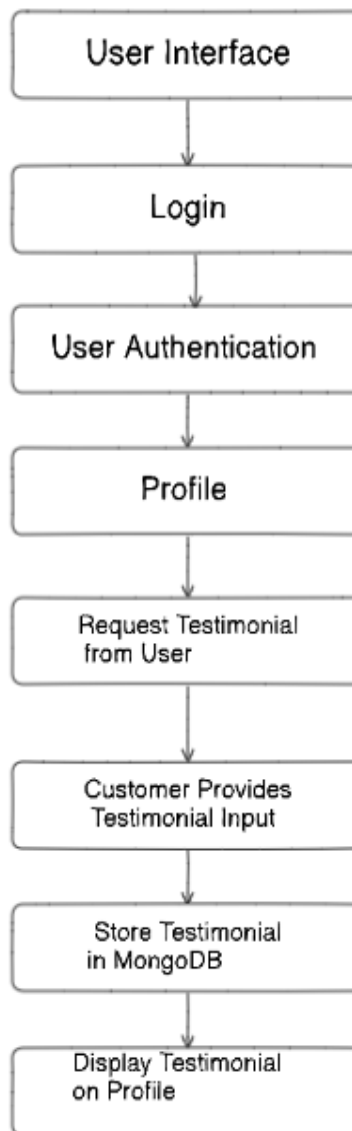 User Interface
Login
User Authentication
Profile
Request Testimonial
from User
Customer Provides
Testimonial Input
Store Testimonial
in MongoDB
Display Testimonial
on Profile